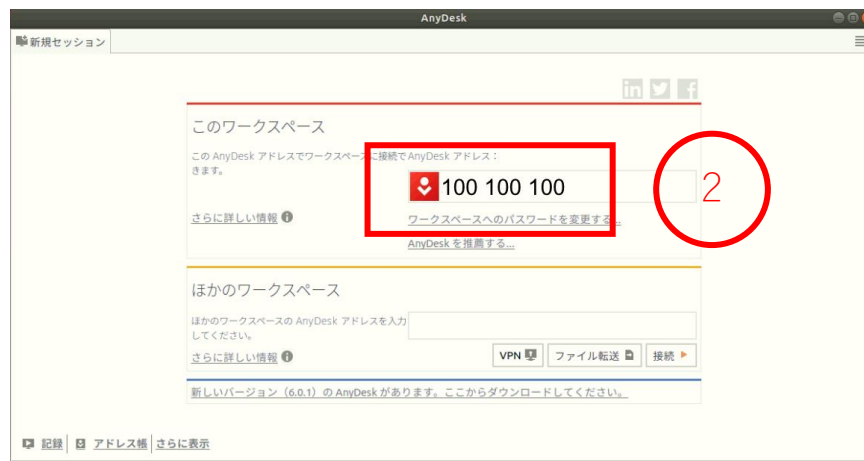 AnyDesk
新規セッション
in f
このワークスペース
この AnyDesk アドレスでワークスペースに接続で AnyDesk アドレス：
きます。
100 100 100
2
さらに詳しい情報 i
ワークスペースへのパスワードを変更する...
AnyDesk を推薦する...
ほかのワークスペース
ほかのワークスペースの AnyDesk アドレスを入力
してください。
さらに詳しい情報 i
VPN ファイル転送 接続
新しいバージョン（6.0.1）の AnyDesk があります。ここからダウンロードしてください。
記録 アドレス帳 さらに表示